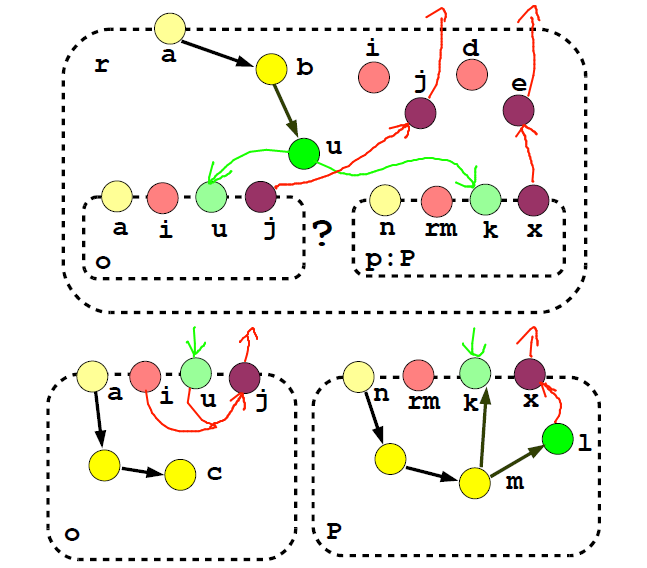 i d
r a b
j e
u
a i u j ? n rm k x
o p:P
a i u j n rm k x
c m l
o P